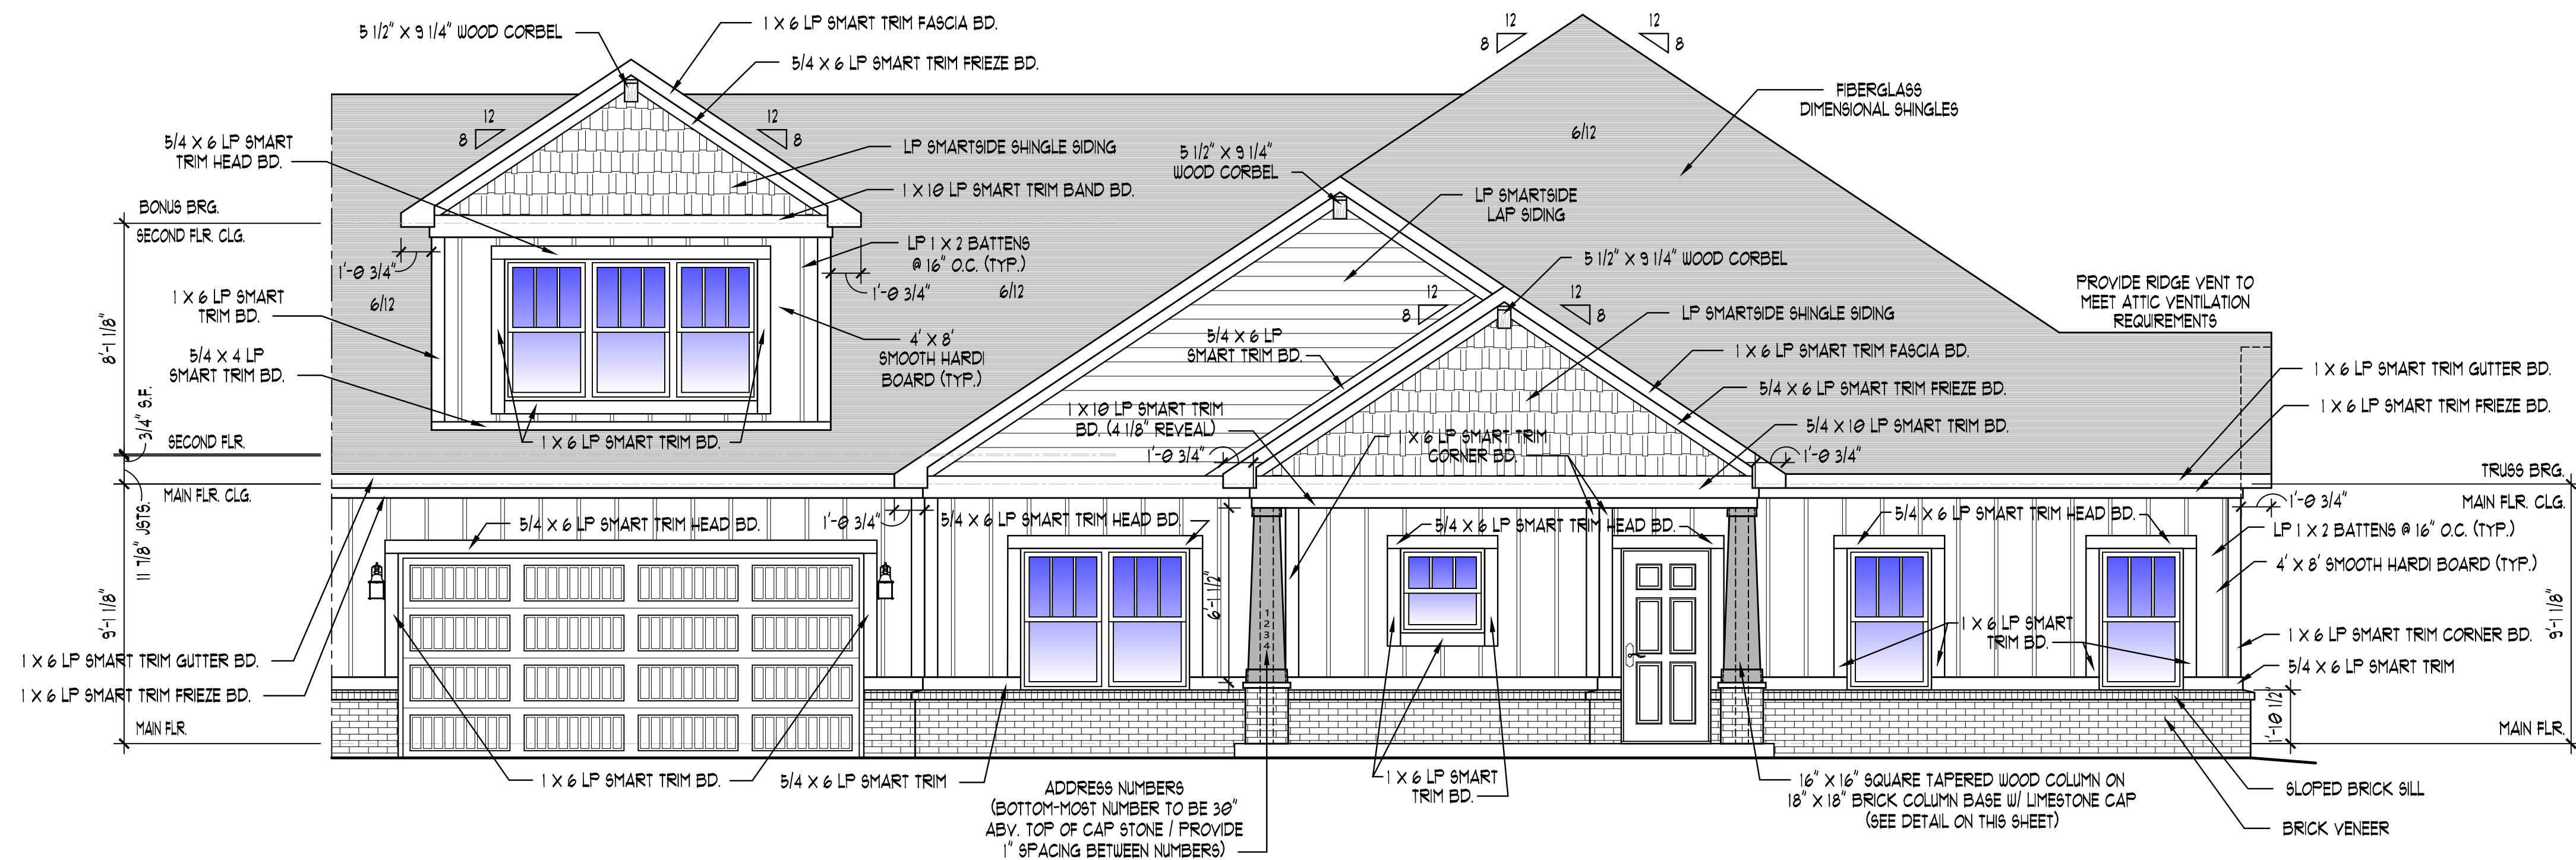 5 1/2" X 9 1/4" WOOD CORBEL
1 X 6 LP SMART TRIM FASCIA BD.
5/4 X 6 LP SMART TRIM FRIEZE BD.
12
8
12
8
5/4 X 6 LP SMART
TRIM HEAD BD.
LP SMARTSIDE SHINGLE SIDING
1 X 10 LP SMART TRIM BAND BD.
BONUS BRG.
SECOND FLR. CLG.
1'-0 3/4"
LP 1 X 2 BATTENS
@ 16" O.C. (TYP.)
1'-0 3/4"
6/12
6/12
1 X 6 LP SMART
TRIM BD.
8'-1 1/8"
5/4 X 4 LP
SMART TRIM BD.
4' X 8'
SMOOTH HARDI
BOARD (TYP.)
3/4" S.F.
SECOND FLR.
1 X 6 LP SMART TRIM BD.
12
8
12
8
FIBERGLASS
DIMENSIONAL SHINGLES
6/12
5 1/2" X 9 1/4"
WOOD CORBEL
LP SMARTSIDE
LAP SIDING
5 1/2" X 9 1/4" WOOD CORBEL
12
8
12
8
LP SMARTSIDE SHINGLE SIDING
PROVIDE RIDGE VENT TO
MEET ATTIC VENTILATION
REQUIREMENTS
5/4 X 6 LP
SMART TRIM BD.
1 X 6 LP SMART TRIM FASCIA BD.
5/4 X 6 LP SMART TRIM FRIEZE BD.
1 X 6 LP SMART TRIM GUTTER BD.
1 X 6 LP SMART TRIM FRIEZE BD.
1 X 10 LP SMART TRIM
BD. (4 1/8" REVEAL)
5/4 X 10 LP SMART TRIM BD.
1 X 6 LP SMART TRIM
CORNER BD.
1'-0 3/4"
1'-0 3/4"
TRUSS BRG.
MAIN FLR. CLG.
MAIN FLR. CLG.
1'-0 3/4"
11 7/8" JSTS.
5/4 X 6 LP SMART TRIM HEAD BD.
1'-0 3/4"
5/4 X 6 LP SMART TRIM HEAD BD.
5/4 X 6 LP SMART TRIM HEAD BD.
5/4 X 6 LP SMART TRIM HEAD BD.
LP 1 X 2 BATTENS @ 16" O.C. (TYP.)
4' X 8' SMOOTH HARDI BOARD (TYP.)
9'-1 1/8"
6'-1 1/2"
1
2
3
4
9'-1 1/8"
1 X 6 LP SMART
TRIM BD.
1 X 6 LP SMART TRIM CORNER BD.
5/4 X 6 LP SMART TRIM
1 X 6 LP SMART TRIM GUTTER BD.
1 X 6 LP SMART TRIM FRIEZE BD.
MAIN FLR.
1'-10 1/2"
MAIN FLR.
1 X 6 LP SMART TRIM BD.
5/4 X 6 LP SMART TRIM
ADDRESS NUMBERS
(BOTTOM-MOST NUMBER TO BE 30"
ABV. TOP OF CAP STONE / PROVIDE
1" SPACING BETWEEN NUMBERS)
1 X 6 LP SMART
TRIM BD.
16" X 16" SQUARE TAPERED WOOD COLUMN ON
18" X 18" BRICK COLUMN BASE W/ LIMESTONE CAP
(SEE DETAIL ON THIS SHEET)
SLOPED BRICK SILL
BRICK VENEER